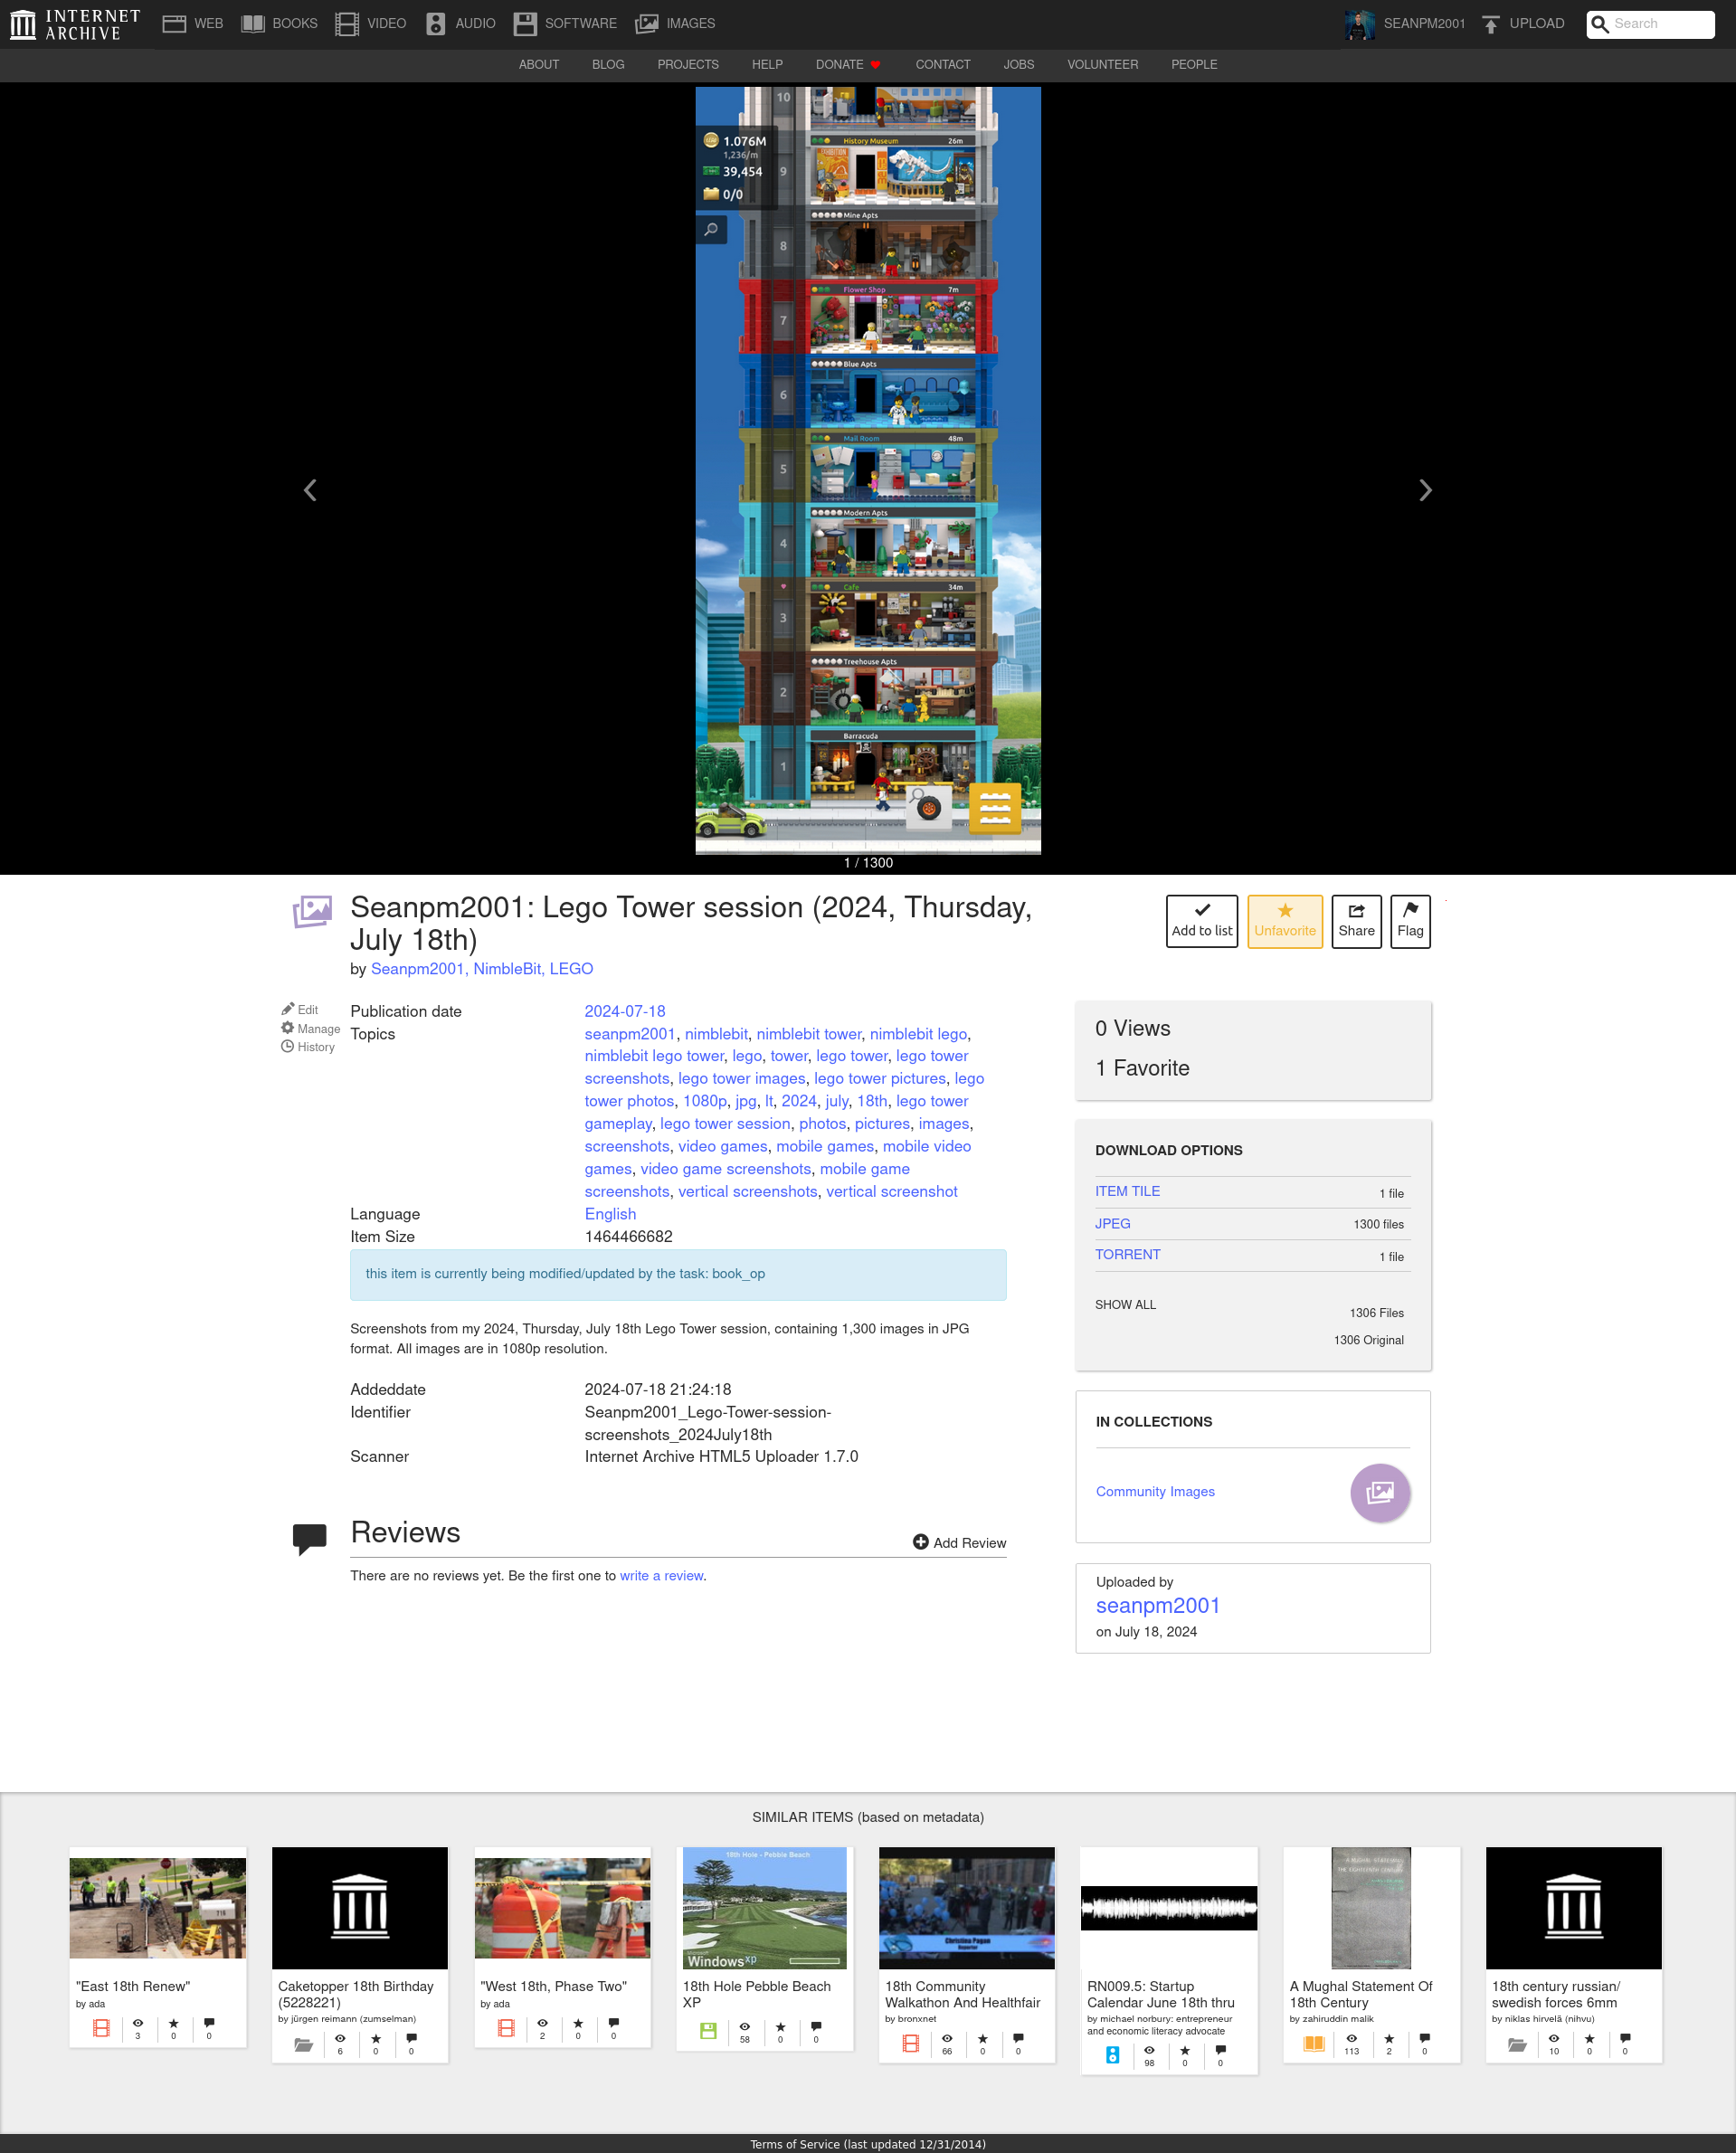 INTERNET ARCHIVE
WEB BOOKS VIDEO AUDIO SOFTWARE IMAGES SEANPM2001 UPLOAD Search
ABOUT BLOG PROJECTS HELP DONATE CONTACT JOBS VOLUNTEER PEOPLE
10
1.076M
1,236/m
39,454
0/0
History Museum 26m
9
Mine Apts
8
Flower Shop 7m
7
Blue Apts
6
Mail Room 48m
5
Modern Apts
4
Cafe 34m
3
Treehouse Apts
2
Barracuda
1
1 / 1300
Seanpm2001: Lego Tower session (2024, Thursday,
July 18th)
by Seanpm2001, NimbleBit, LEGO
Add to list Unfavorite Share Flag
Edit
Manage
History
Publication date 2024-07-18
Topics seanpm2001, nimblebit, nimblebit tower, nimblebit lego,
nimblebit lego tower, lego, tower, lego tower, lego tower
screenshots, lego tower images, lego tower pictures, lego
tower photos, 1080p, jpg, lt, 2024, july, 18th, lego tower
gameplay, lego tower session, photos, pictures, images,
screenshots, video games, mobile games, mobile video
games, video game screenshots, mobile game
screenshots, vertical screenshots, vertical screenshot
Language English
Item Size 1464466682
this item is currently being modified/updated by the task: book_op
Screenshots from my 2024, Thursday, July 18th Lego Tower session, containing 1,300 images in JPG
format. All images are in 1080p resolution.
Addeddate 2024-07-18 21:24:18
Identifier Seanpm2001_Lego-Tower-session-
screenshots_2024July18th
Scanner Internet Archive HTML5 Uploader 1.7.0
Reviews
Add Review
There are no reviews yet. Be the first one to write a review.
0 Views
1 Favorite
DOWNLOAD OPTIONS
ITEM TILE 1 file
JPEG 1300 files
TORRENT 1 file
SHOW ALL 1306 Files
1306 Original
IN COLLECTIONS
Community Images
Uploaded by
seanpm2001
on July 18, 2024
SIMILAR ITEMS (based on metadata)
"East 18th Renew"
by ada
3 0 0
Caketopper 18th Birthday
(5228221)
by jürgen reimann (zumselman)
6 0 0
"West 18th, Phase Two"
by ada
2 0 0
18th Hole - Pebble Beach
Windows xp
18th Hole Pebble Beach
XP
58 0 0
Christina Pagan
Reporter
18th Community
Walkathon And Healthfair
by bronxnet
66 0 0
RN009.5: Startup
Calendar June 18th thru
by michael norbury: entrepreneur
and economic literacy advocate
98 0 0
A Mughal Statement Of
18th Century
by zahiruddin malik
113 2 0
18th century russian/
swedish forces 6mm
by niklas hirvelä (nihvu)
10 0 0
Terms of Service (last updated 12/31/2014)